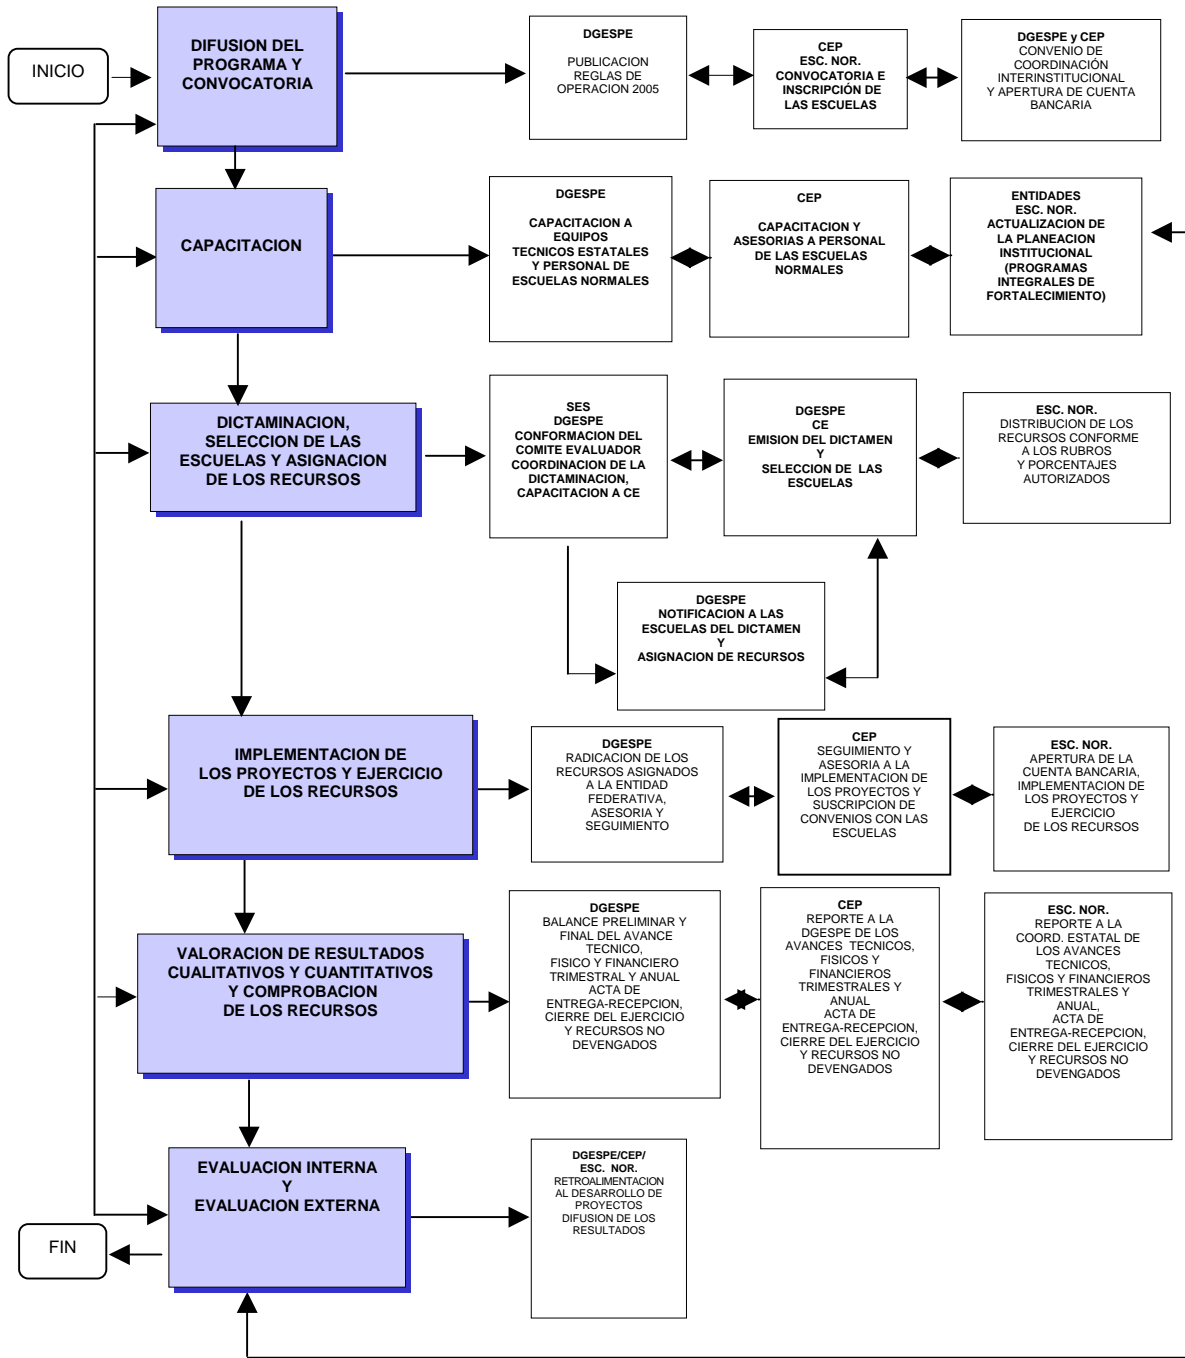 INICIO
DIFUSION DEL
PROGRAMA Y
CONVOCATORIA
DGESPE
PUBLICACION
REGLAS DE
OPERACION 2005
CEP
ESC. NOR.
CONVOCATORIA E
INSCRIPCIÓN DE
LAS ESCUELAS
DGESPE y CEP
CONVENIO DE
COORDINACIÓN
INTERINSTITUCIONAL
Y APERTURA DE CUENTA
BANCARIA
CAPACITACION
DGESPE
CAPACITACION A
EQUIPOS
TECNICOS ESTATALES
Y PERSONAL DE
ESCUELAS NORMALES
CEP
CAPACITACION Y
ASESORIAS A PERSONAL
DE LAS ESCUELAS
NORMALES
ENTIDADES
ESC. NOR.
ACTUALIZACION DE
LA PLANEACION
INSTITUCIONAL
(PROGRAMAS
INTEGRALES DE
FORTALECIMIENTO)
DICTAMINACION,
SELECCION DE LAS
ESCUELAS Y ASIGNACION
DE LOS RECURSOS
SES
DGESPE
CONFORMACION DEL
COMITE EVALUADOR
COORDINACION DE LA
DICTAMINACION,
CAPACITACION A CE
DGESPE
CE
EMISION DEL DICTAMEN
Y
SELECCION DE LAS
ESCUELAS
ESC. NOR.
DISTRIBUCION DE LOS
RECURSOS CONFORME
A LOS RUBROS
Y PORCENTAJES
AUTORIZADOS
DGESPE
NOTIFICACION A LAS
ESCUELAS DEL DICTAMEN
Y
ASIGNACION DE RECURSOS
IMPLEMENTACION DE
LOS PROYECTOS Y EJERCICIO
DE LOS RECURSOS
DGESPE
RADICACION DE LOS
RECURSOS ASIGNADOS
A LA ENTIDAD
FEDERATIVA,
ASESORIA Y
SEGUIMIENTO
CEP
SEGUIMIENTO Y
ASESORIA A LA
IMPLEMENTACION DE
LOS PROYECTOS Y
SUSCRIPCION DE
CONVENIOS CON LAS
ESCUELAS
ESC. NOR.
APERTURA DE LA
CUENTA BANCARIA,
IMPLEMENTACION DE
LOS PROYECTOS Y
EJERCICIO
DE LOS RECURSOS
VALORACION DE RESULTADOS
CUALITATIVOS Y CUANTITATIVOS
Y COMPROBACION
DE LOS RECURSOS
DGESPE
BALANCE PRELIMINAR Y
FINAL DEL AVANCE
TECNICO,
FISICO Y FINANCIERO
TRIMESTRAL Y ANUAL
ACTA DE
ENTREGA-RECEPCION,
CIERRE DEL EJERCICIO
Y RECURSOS NO
DEVENGADOS
CEP
REPORTE A LA
DGESPE DE LOS
AVANCES TECNICOS,
FISICOS Y
FINANCIEROS
TRIMESTRALES Y
ANUAL
ACTA DE
ENTREGA-RECEPCION,
CIERRE DEL EJERCICIO
Y RECURSOS NO
DEVENGADOS
ESC. NOR.
REPORTE A LA
COORD. ESTATAL DE
LOS AVANCES
TECNICOS,
FISICOS Y FINANCIEROS
TRIMESTRALES Y
ANUAL,
ACTA DE
ENTREGA-RECEPCION,
CIERRE DEL EJERCICIO
Y RECURSOS NO
DEVENGADOS
EVALUACION INTERNA
Y
EVALUACION EXTERNA
DGESPE/CEP/
ESC. NOR.
RETROALIMENTACION
AL DESARROLLO DE
PROYECTOS
DIFUSION DE LOS
RESULTADOS
FIN